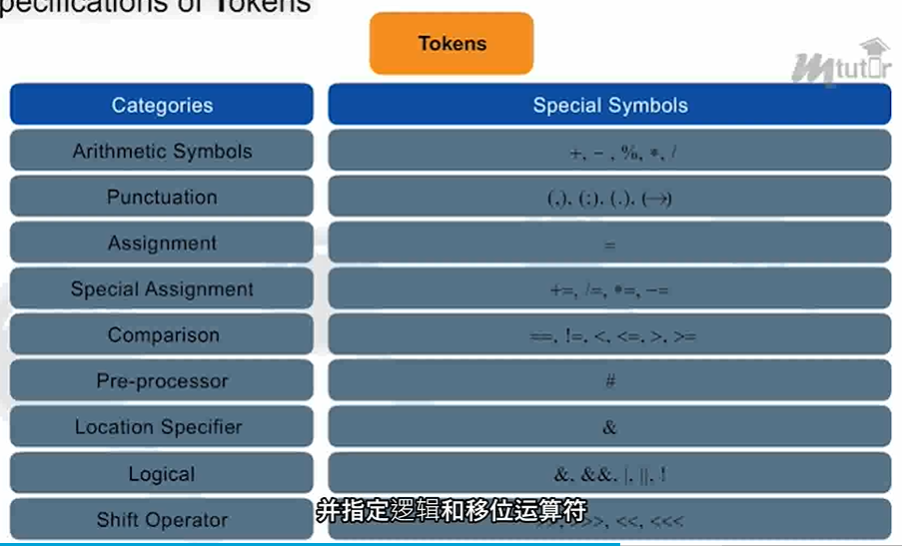 pecifications of Tokens
Tokens
mtutor
Categories Special Symbols
Arithmetic Symbols +, − , %, *, /
Punctuation (,). (;). (.). (→)
Assignment =
Special Assignment +=, /=, *=, −=
Comparison ==, !=, <, <=, >, >=
Pre-processor #
Location Specifier &
Logical &, &&, |, ||, !
并指定逻辑和移位运算符
Shift Operator >>, <<, <<<